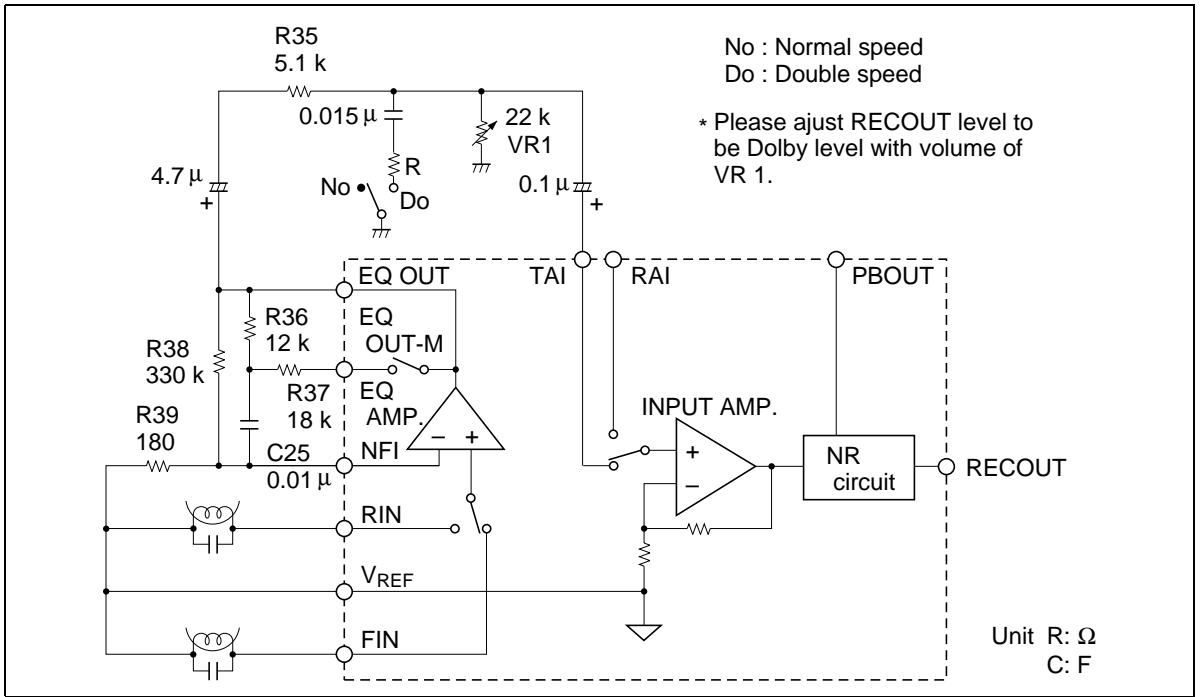 R35
5.1 k
No : Normal speed
Do : Double speed
* Please ajust RECOUT level to
be Dolby level with volume of
VR 1.
0.015 μ
22 k
VR1
R
4.7 μ
+
No
Do
0.1 μ
+
EQ OUT
TAI
RAI
PBOUT
R36
12 k
EQ
OUT-M
R38
330 k
R37
18 k
EQ
AMP.
INPUT AMP.
R39
180
C25
0.01 μ
NFI
− +
+
−
NR
circuit
RECOUT
RIN
VREF
FIN
Unit R: Ω
C: F